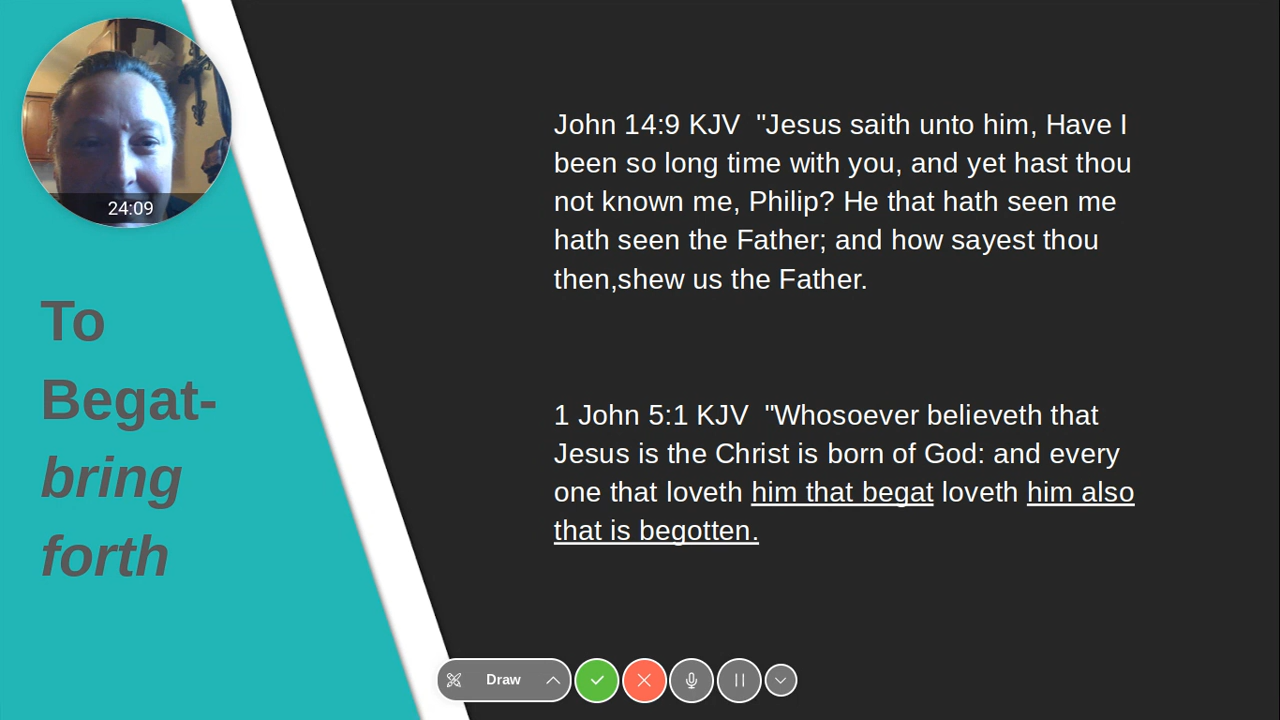 24:09
To
Begat-
bring
forth
John 14:9 KJV  "Jesus saith unto him, Have I
been so long time with you, and yet hast thou
not known me, Philip? He that hath seen me
hath seen the Father; and how sayest thou
then,shew us the Father.
1 John 5:1 KJV  "Whosoever believeth that
Jesus is the Christ is born of God: and every
one that loveth him that begat loveth him also
that is begotten.
Draw